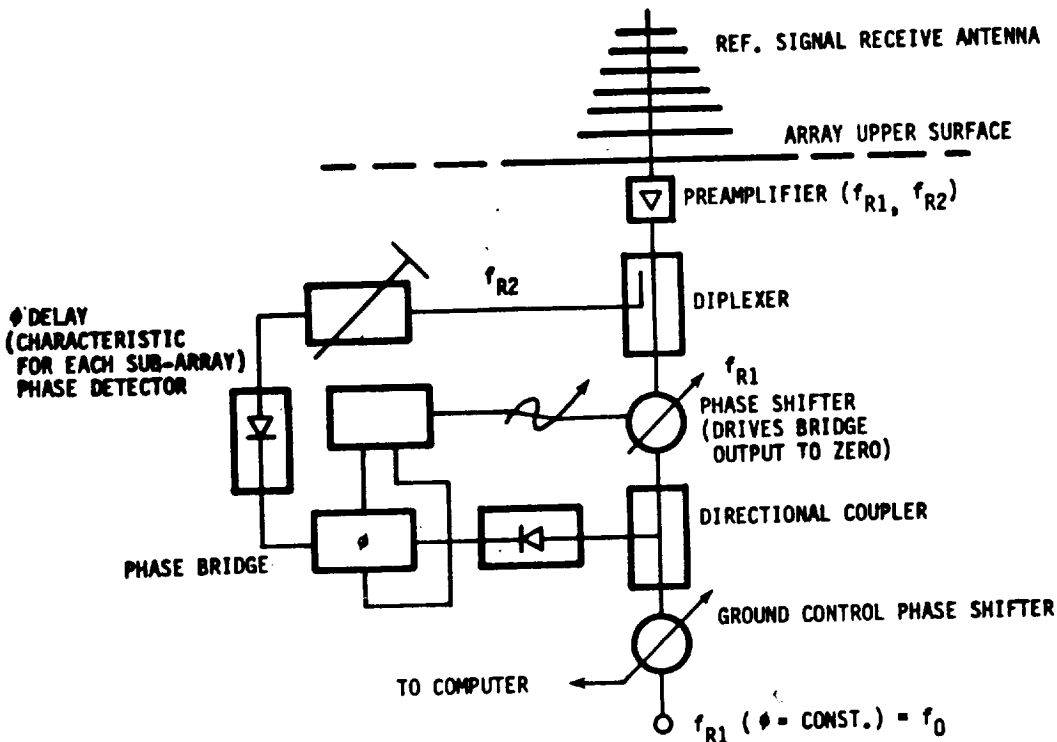 REF. SIGNAL RECEIVE ANTENNA
ARRAY UPPER SURFACE
PREAMPLIFIER (fR1, fR2)
fR2
DIPLEXER
ϕ DELAY
(CHARACTERISTIC
FOR EACH SUB-ARRAY)
PHASE DETECTOR
fR1
PHASE SHIFTER
(DRIVES BRIDGE
OUTPUT TO ZERO)
DIRECTIONAL COUPLER
ϕ
PHASE BRIDGE
GROUND CONTROL PHASE SHIFTER
TO COMPUTER
fR1 (ϕ = CONST.) = f0